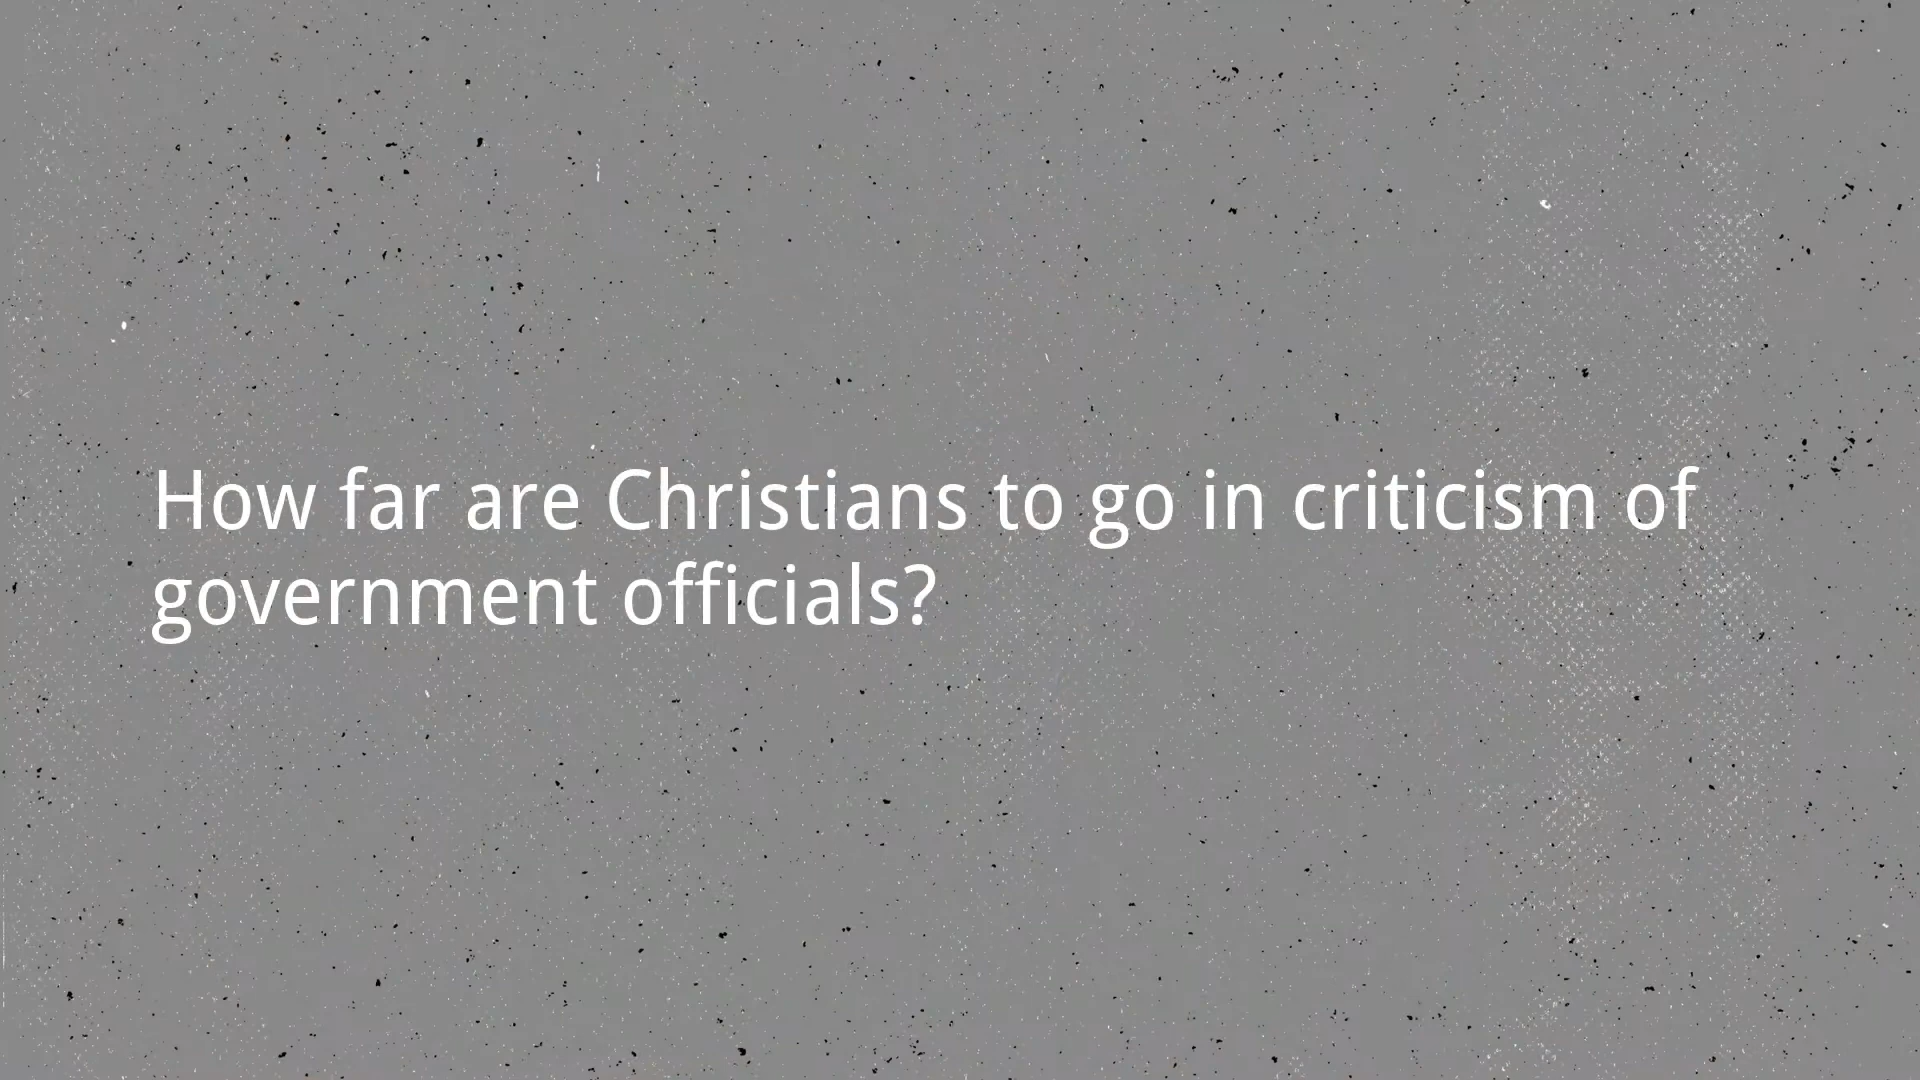 How far are Christians to go in criticism of
government officials?